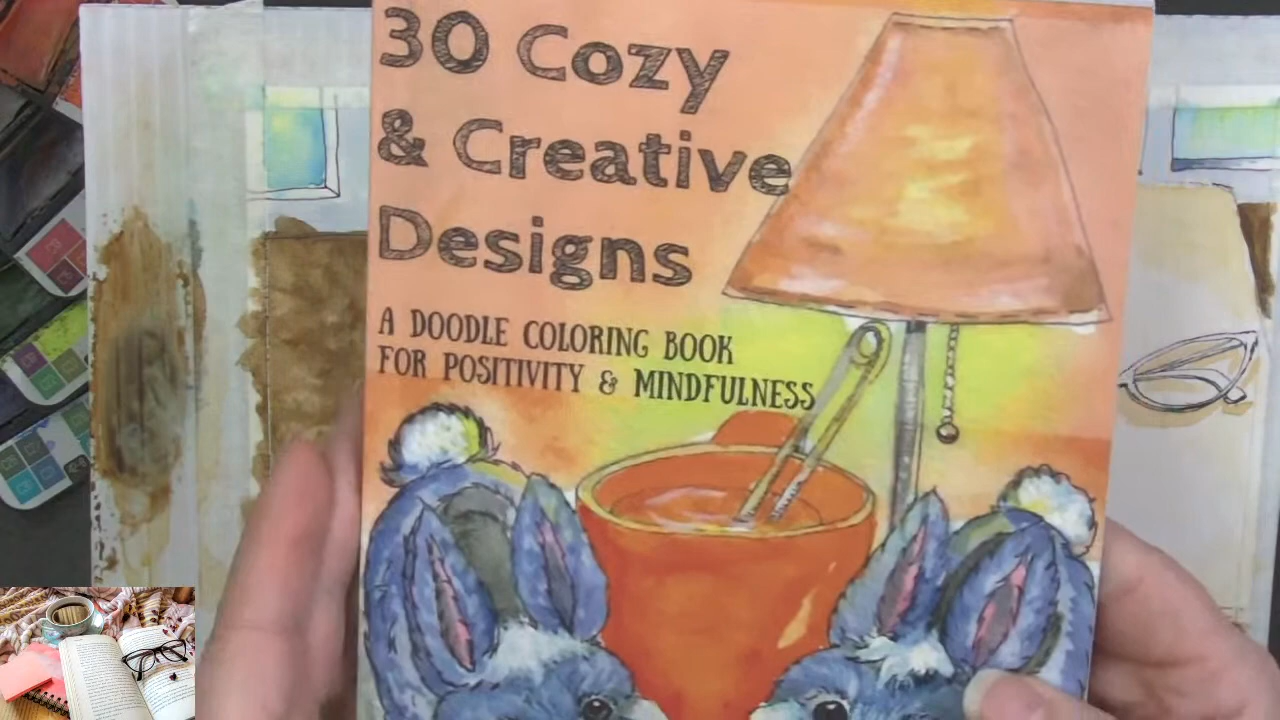 30 Cozy
& Creative
Designs
A DOODLE COLORING BOOK
FOR POSITIVITY & MINDFULNESS